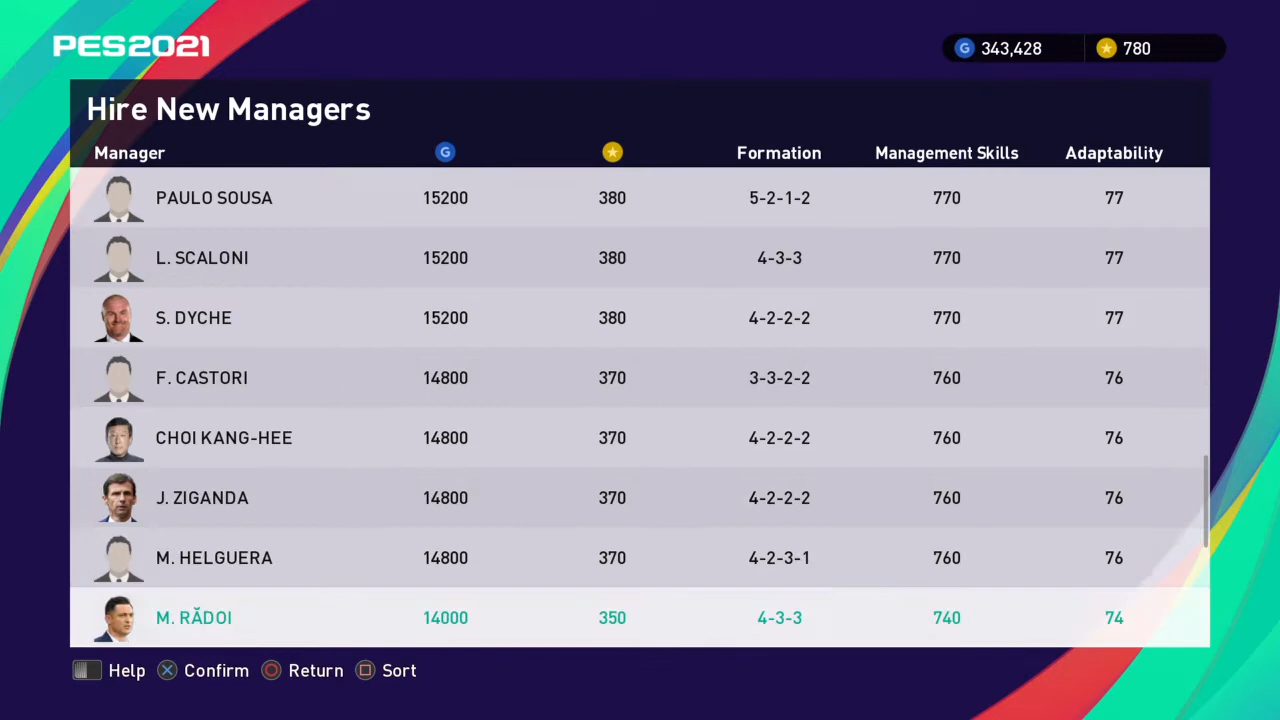 PES2021
G 343,428 780
Hire New Managers
Manager G Formation Management Skills Adaptability
PAULO SOUSA 15200 380 5-2-1-2 770 77
L. SCALONI 15200 380 4-3-3 770 77
S. DYCHE 15200 380 4-2-2-2 770 77
F. CASTORI 14800 370 3-3-2-2 760 76
CHOI KANG-HEE 14800 370 4-2-2-2 760 76
J. ZIGANDA 14800 370 4-2-2-2 760 76
M. HELGUERA 14800 370 4-2-3-1 760 76
M. RĂDOI 14000 350 4-3-3 740 74
Help Confirm Return Sort